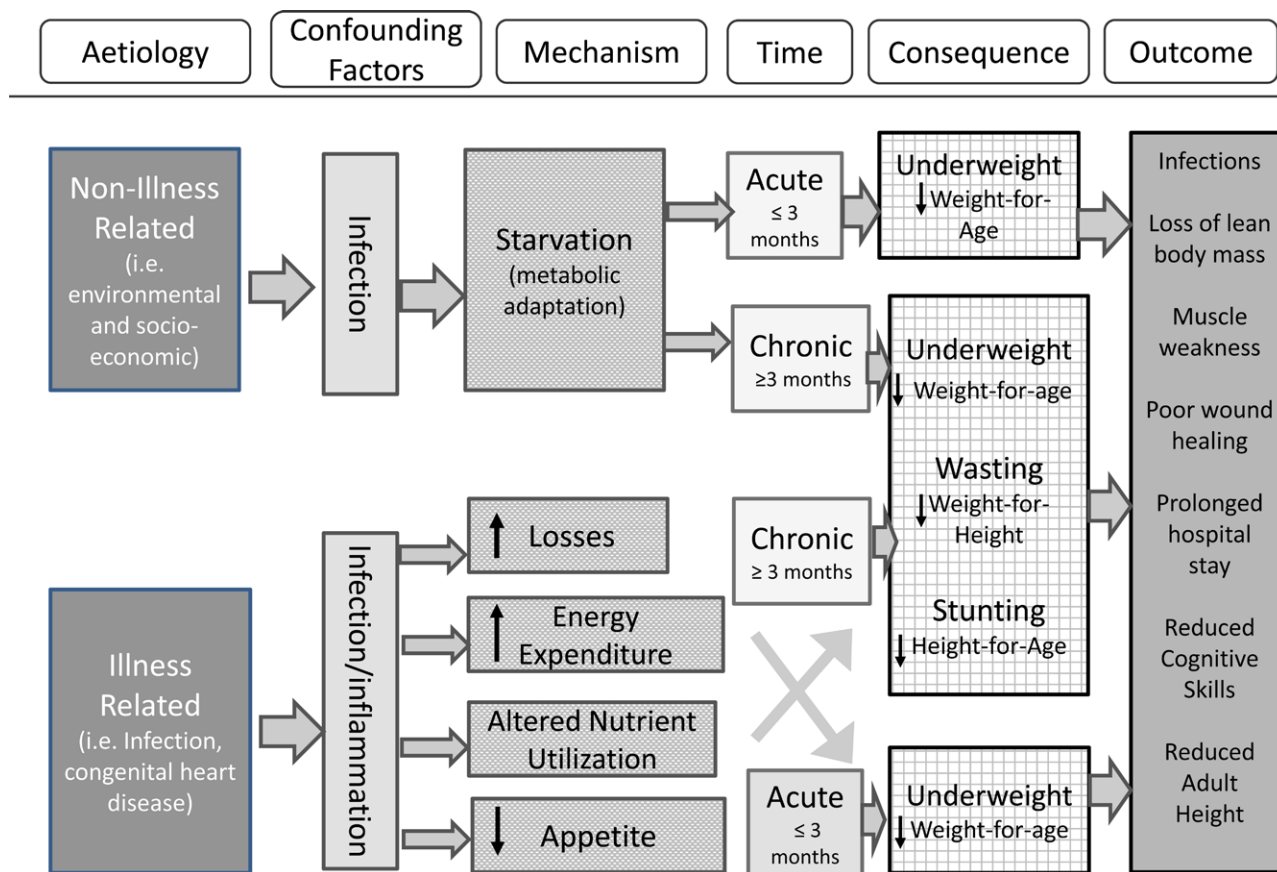 Aetiology
Confounding
Factors
Mechanism
Time
Consequence
Outcome
Non-Illness
Related
(i.e.
environmental
and socio-
economic)
Infection
Starvation
(metabolic
adaptation)
Acute
≤ 3
months
Underweight
↓ Weight-for-
Age
Chronic
≥3 months
Underweight
↓ Weight-for-age
Wasting
↓ Weight-for-
Height
Stunting
↓ Height-for-Age
Illness
Related
(i.e. Infection,
congenital heart
disease)
Infection/inflammation
↑ Losses
↑ Energy
Expenditure
Altered Nutrient
Utilization
↓ Appetite
Chronic
≥ 3 months
Acute
≤ 3
months
Underweight
↓ Weight-for-age
Infections
Loss of lean
body mass
Muscle
weakness
Poor wound
healing
Prolonged
hospital
stay
Reduced
Cognitive
Skills
Reduced
Adult
Height